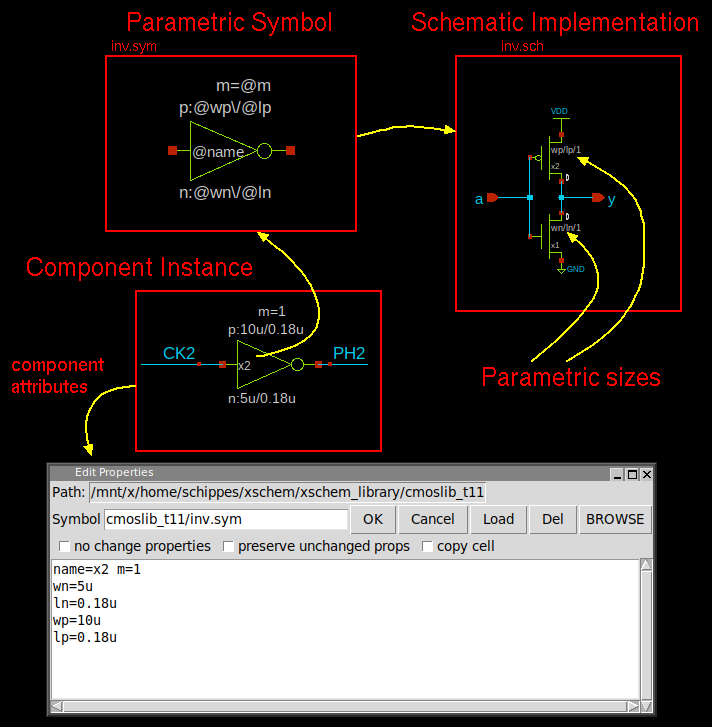 Parametric Symbol
inv.sym
m=@m
p:@wp\/@lp
@name
n:@wn\/@ln
Schematic Implementation
inv.sch
VDD
wp/lp/1
x2
a
y
wn/ln/1
x1
GND
Parametric sizes
Component Instance
m=1
p:10u/0.18u
CK2
x2
PH2
n:5u/0.18u
component
attributes
Edit Properties
Path: /mnt/x/home/schippes/xschem/xschem_library/cmoslib_t11
Symbol cmoslib_t11/inv.sym OK Cancel Load Del BROWSE
no change properties preserve unchanged props copy cell
name=x2 m=1
wn=5u
ln=0.18u
wp=10u
lp=0.18u